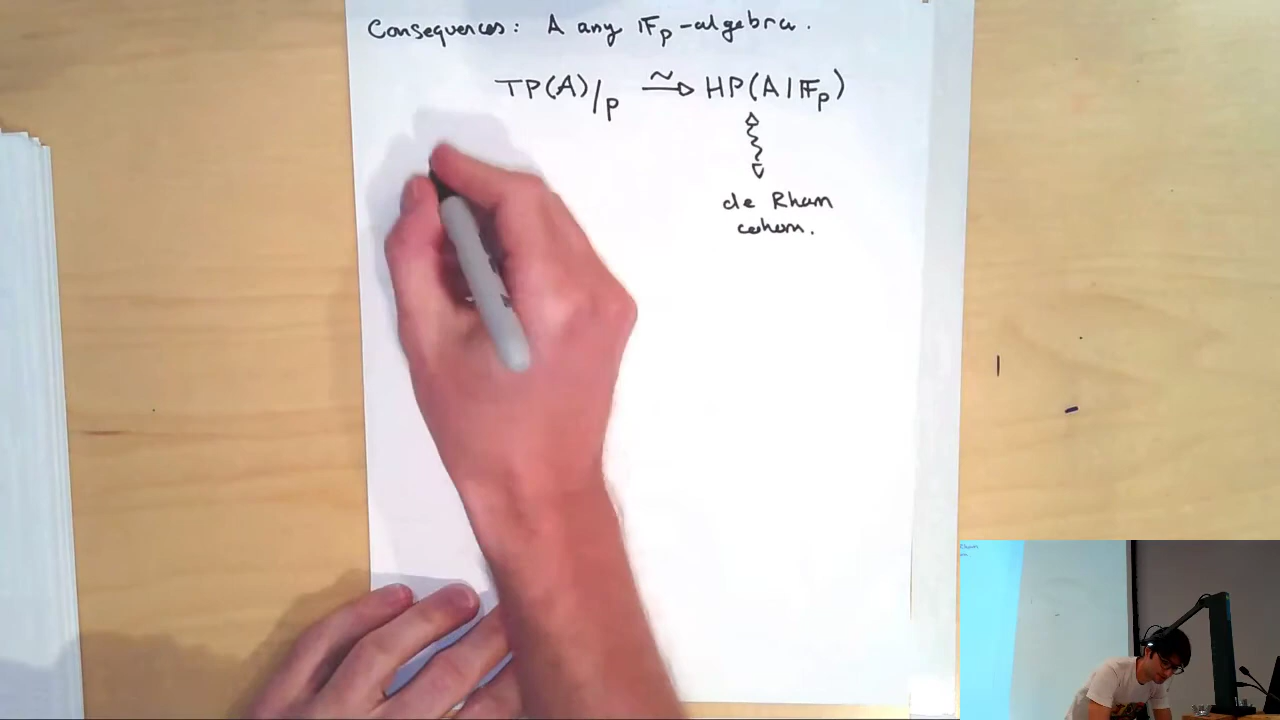 Consequences: A any 𝔽p-algebra.
TP(A)/p ⥲ HP(A|𝔽p)
de Rham
cohom.